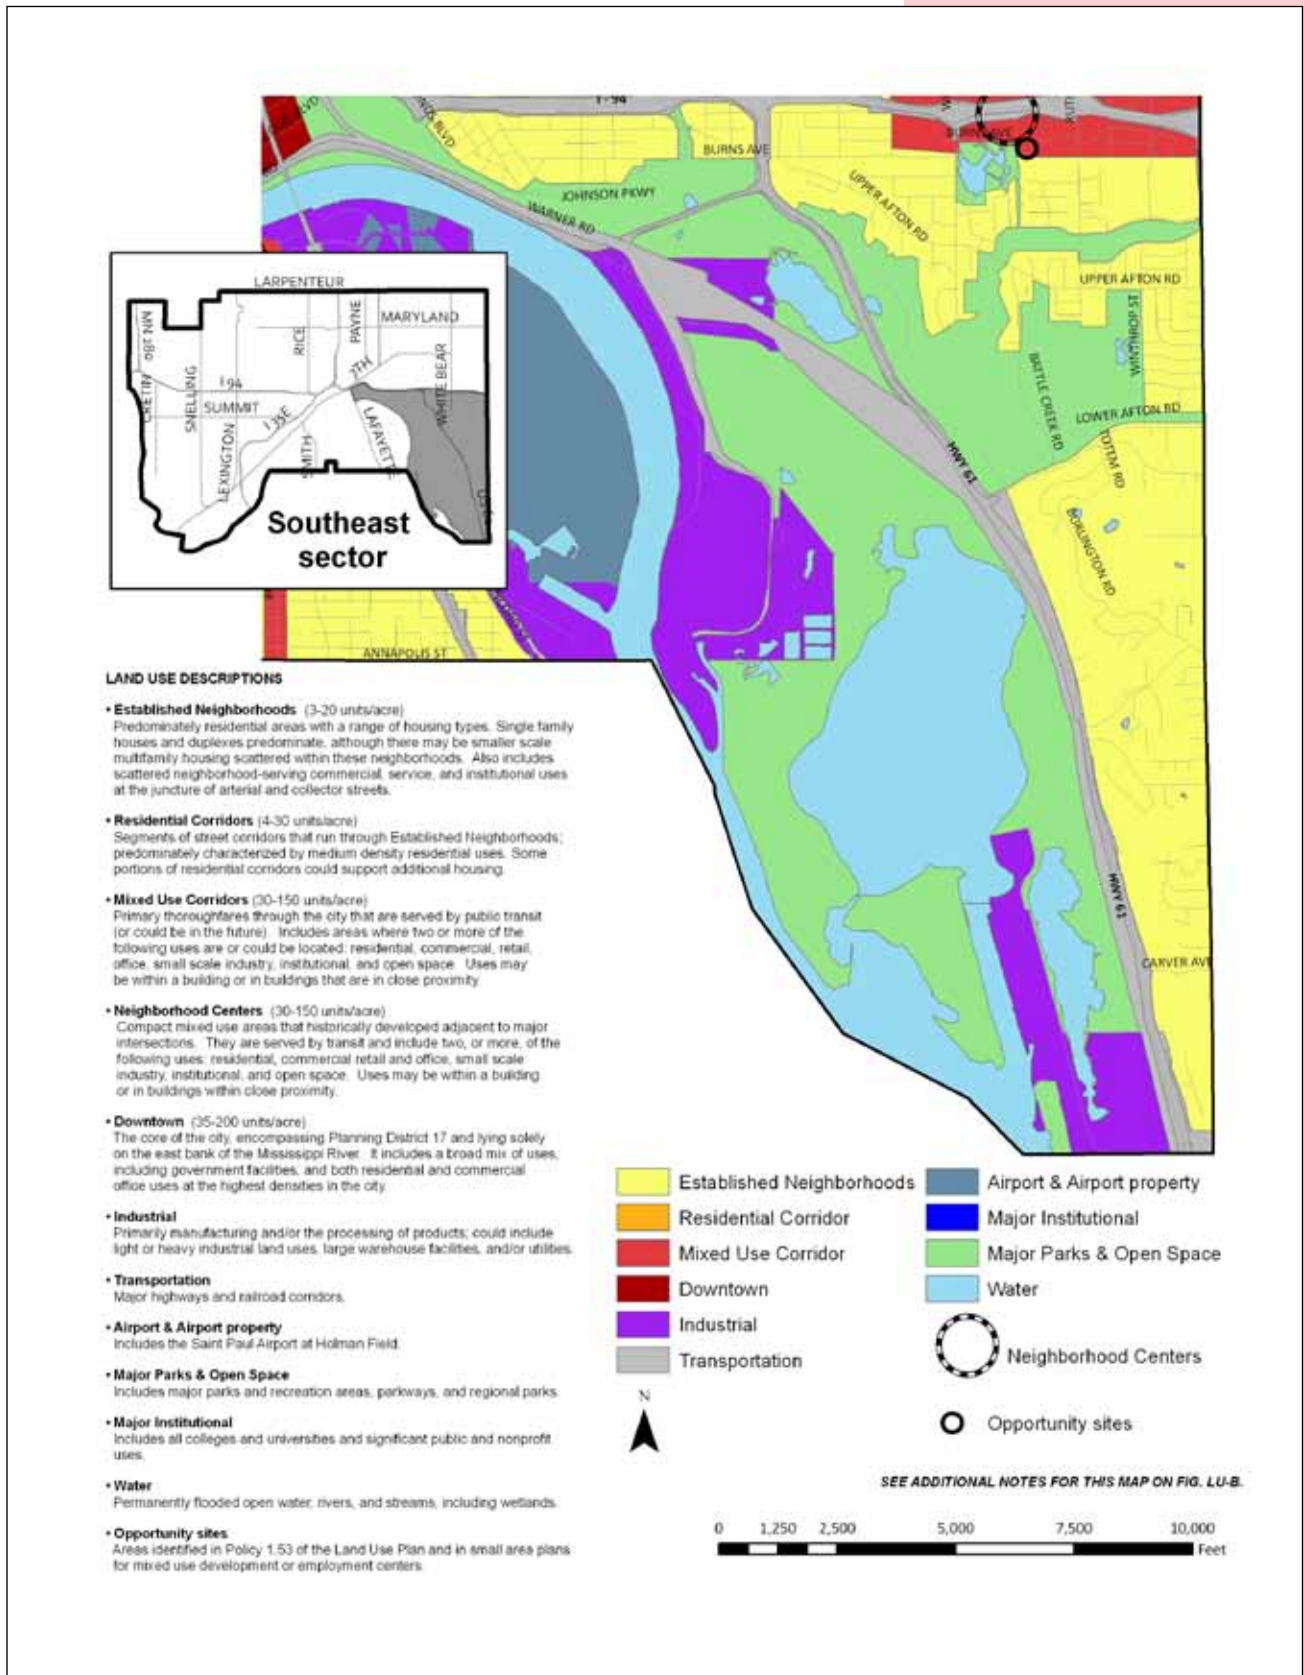 I-94
BURNS AVE
BURNS AVE
JOHNSON PKWY
WARNER RD
UPPER AFTON RD
UPPER AFTON RD
WINTHROP ST
BATTLE CREEK RD
LOWER AFTON RD
TOTEM RD
HWY 61
BURLINGTON RD
HWY 61
CARVER AVE
ANNAPOLIS ST
LARPENTEUR
MN 280
RICE
PAYNE
MARYLAND
CRETIN
SNELLING
I 94
SUMMIT
7TH
WHITE BEAR
LEXINGTON
I 35E
SMITH
LAFAYETTE
Southeast
sector
LAND USE DESCRIPTIONS
• Established Neighborhoods (3-20 units/acre)
Predominately residential areas with a range of housing types. Single family
houses and duplexes predominate, although there may be smaller scale
multifamily housing scattered within these neighborhoods. Also includes
scattered neighborhood-serving commercial, service, and institutional uses
at the juncture of arterial and collector streets.
• Residential Corridors (4-30 units/acre)
Segments of street corridors that run through Established Neighborhoods;
predominately characterized by medium density residential uses. Some
portions of residential corridors could support additional housing.
• Mixed Use Corridors (30-150 units/acre)
Primary thoroughfares through the city that are served by public transit
(or could be in the future). Includes areas where two or more of the
following uses are or could be located: residential, commercial, retail,
office, small scale industry, institutional, and open space. Uses may
be within a building or in buildings that are in close proximity.
• Neighborhood Centers (30-150 units/acre)
Compact mixed use areas that historically developed adjacent to major
intersections. They are served by transit and include two, or more, of the
following uses: residential, commercial retail and office, small scale
industry, institutional, and open space. Uses may be within a building
or in buildings within close proximity.
• Downtown (35-200 units/acre)
The core of the city, encompassing Planning District 17 and lying solely
on the east bank of the Mississippi River. It includes a broad mix of uses,
including government facilities, and both residential and commercial
office uses at the highest densities in the city.
• Industrial
Primarily manufacturing and/or the processing of products; could include
light or heavy industrial land uses, large warehouse facilities, and/or utilities.
• Transportation
Major highways and railroad corridors.
• Airport & Airport property
Includes the Saint Paul Airport at Holman Field.
• Major Parks & Open Space
Includes major parks and recreation areas, parkways, and regional parks.
• Major Institutional
Includes all colleges and universities and significant public and nonprofit
uses.
• Water
Permanently flooded open water, rivers, and streams, including wetlands.
• Opportunity sites
Areas identified in Policy 1.53 of the Land Use Plan and in small area plans
for mixed use development or employment centers.
Established Neighborhoods
Residential Corridor
Mixed Use Corridor
Downtown
Industrial
Transportation
Airport & Airport property
Major Institutional
Major Parks & Open Space
Water
Neighborhood Centers
Opportunity sites
N
SEE ADDITIONAL NOTES FOR THIS MAP ON FIG. LU-B.
0 1,250 2,500 5,000 7,500 10,000
Feet